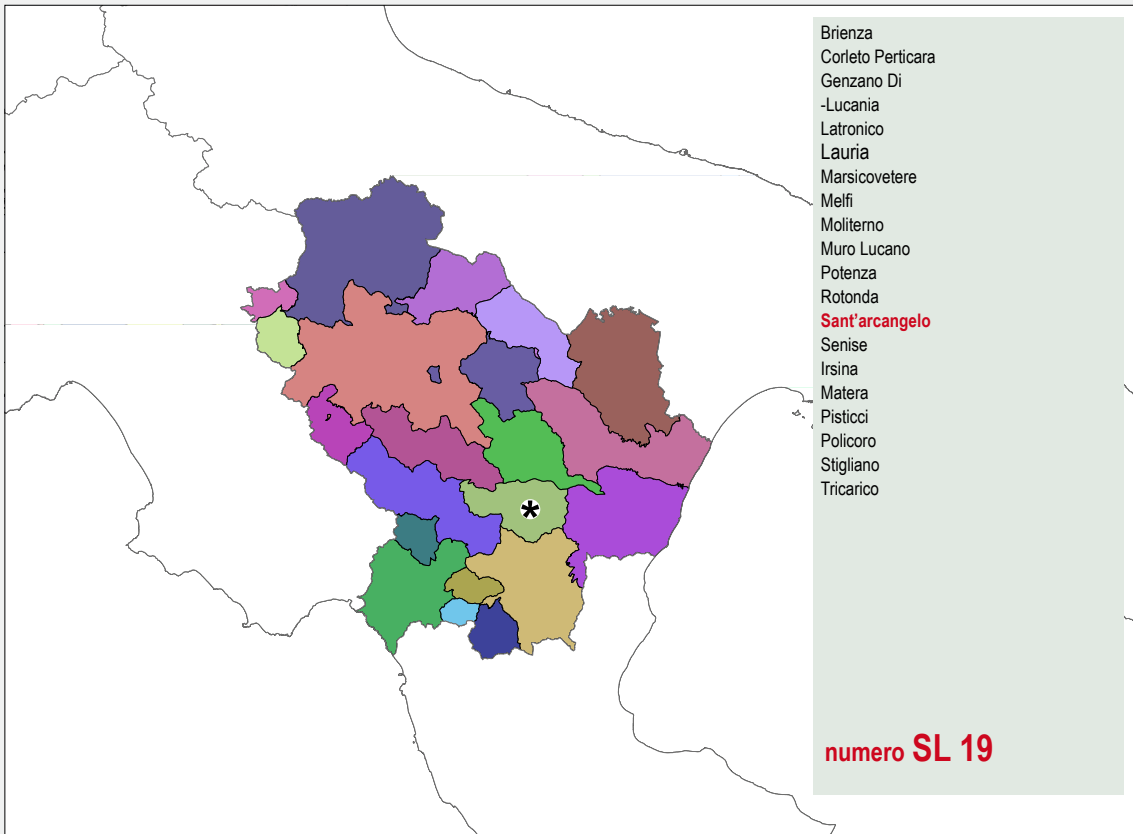 Brienza
Corleto Perticara
Genzano Di
-Lucania
Latronico
Lauria
Marsicovetere
Melfi
Moliterno
Muro Lucano
Potenza
Rotonda
Sant'arcangelo
Senise
Irsina
Matera
Pisticci
Policoro
Stigliano
Tricarico
*
numero SL 19